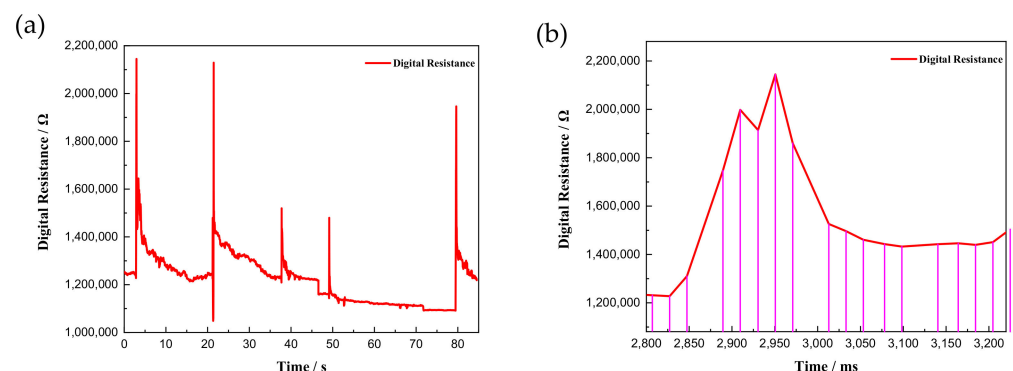 (a)
2,200,000
2,000,000
1,800,000
1,600,000
1,400,000
1,200,000
1,000,000
Digital Resistance / Ω
Digital Resistance
0 10 20 30 40 50 60 70 80
Time / s
(b)
2,200,000
2,000,000
1,800,000
1,600,000
1,400,000
1,200,000
Digital Resistance / Ω
Digital Resistance
2,800 2,850 2,900 2,950 3,000 3,050 3,100 3,150 3,200
Time / ms